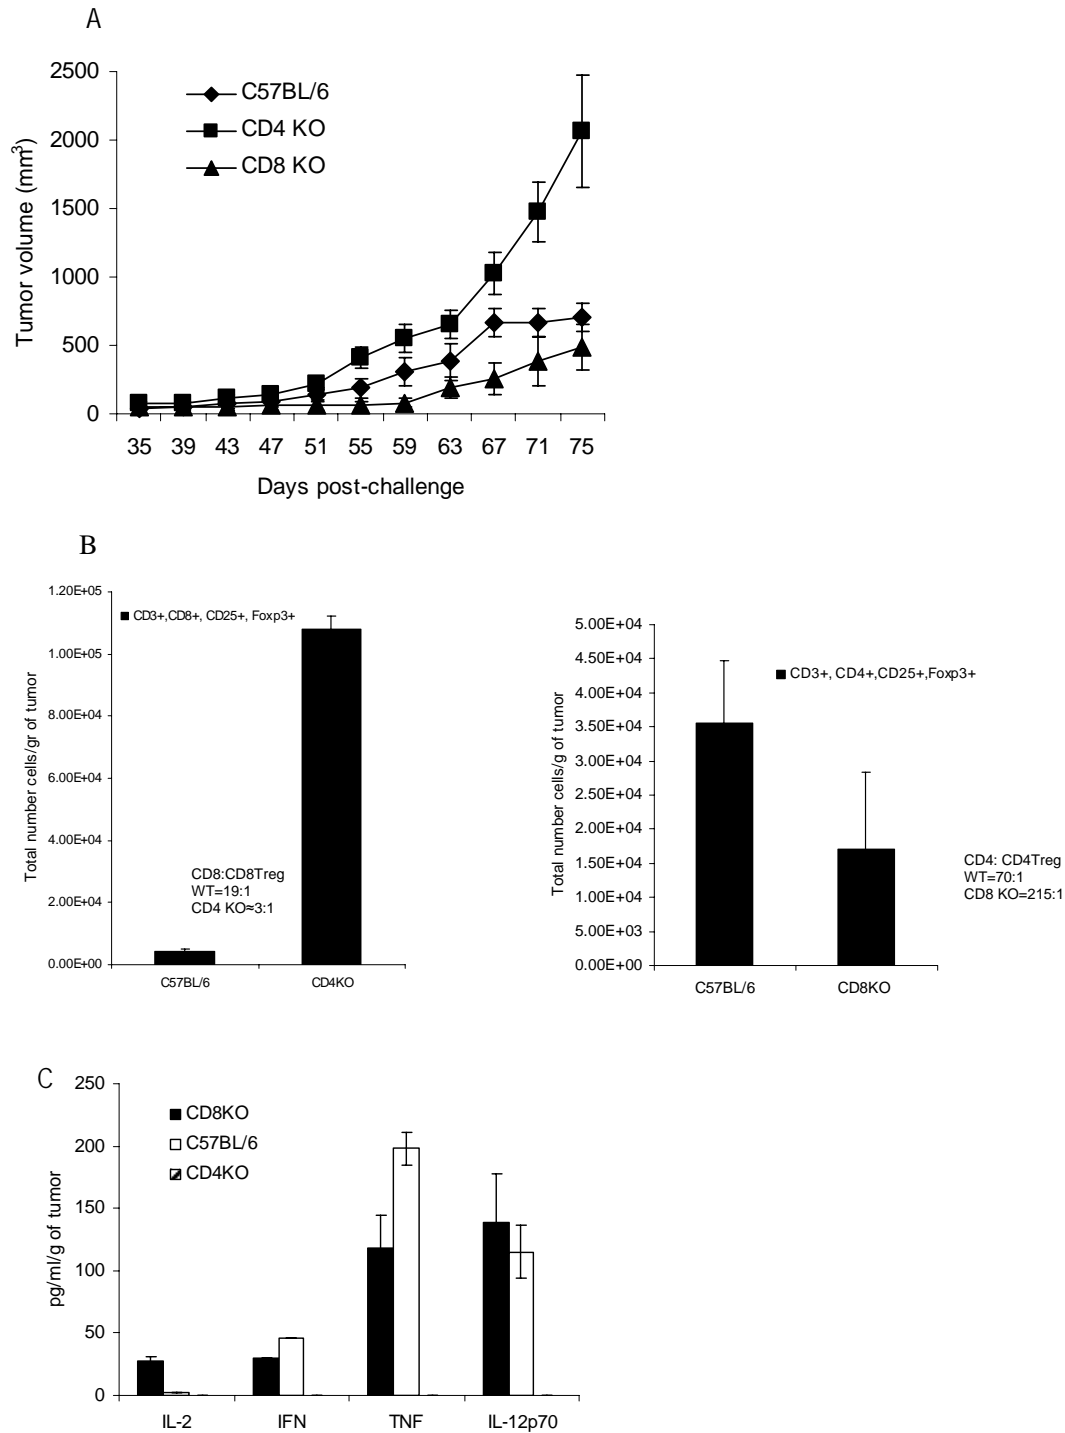 A
2500
2000
1500
1000
500
0
Tumor volume (mm³)
C57BL/6
CD4 KO
CD8 KO
35 39 43 47 51 55 59 63 67 71 75
Days post-challenge
B
1.20E+05
1.00E+05
8.00E+04
6.00E+04
4.00E+04
2.00E+04
0.00E+00
Total number cells/gr of tumor
CD3+,CD8+, CD25+, Foxp3+
CD8:CD8Treg
WT=19:1
CD4 KO≈3:1
C57BL/6 CD4KO
5.00E+04
4.50E+04
4.00E+04
3.50E+04
3.00E+04
2.50E+04
2.00E+04
1.50E+04
1.00E+04
5.00E+03
0.00E+00
Total number cells/g of tumor
CD3+, CD4+,CD25+,Foxp3+
CD4: CD4Treg
WT=70:1
CD8 KO=215:1
C57BL/6 CD8KO
C
250
200
150
100
50
0
pg/ml/g of tumor
CD8KO
C57BL/6
CD4KO
IL-2 IFN TNF IL-12p70